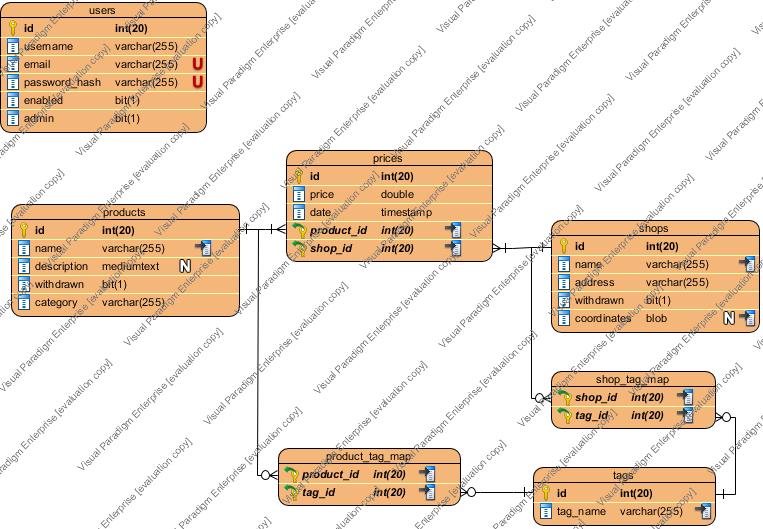 users
id int(20)
username varchar(255)
email varchar(255) U
password_hash varchar(255) U
enabled bit(1)
admin bit(1)
prices
id int(20)
price double
date timestamp
product_id int(20)
shop_id int(20)
products
id int(20)
name varchar(255)
description mediumtext N
withdrawn bit(1)
category varchar(255)
shops
id int(20)
name varchar(255)
address varchar(255)
withdrawn bit(1)
coordinates blob N
shop_tag_map
shop_id int(20)
tag_id int(20)
product_tag_map
product_id int(20)
tag_id int(20)
tags
id int(20)
tag_name varchar(255)
Visual Paradigm Enterprise [evaluation copy]